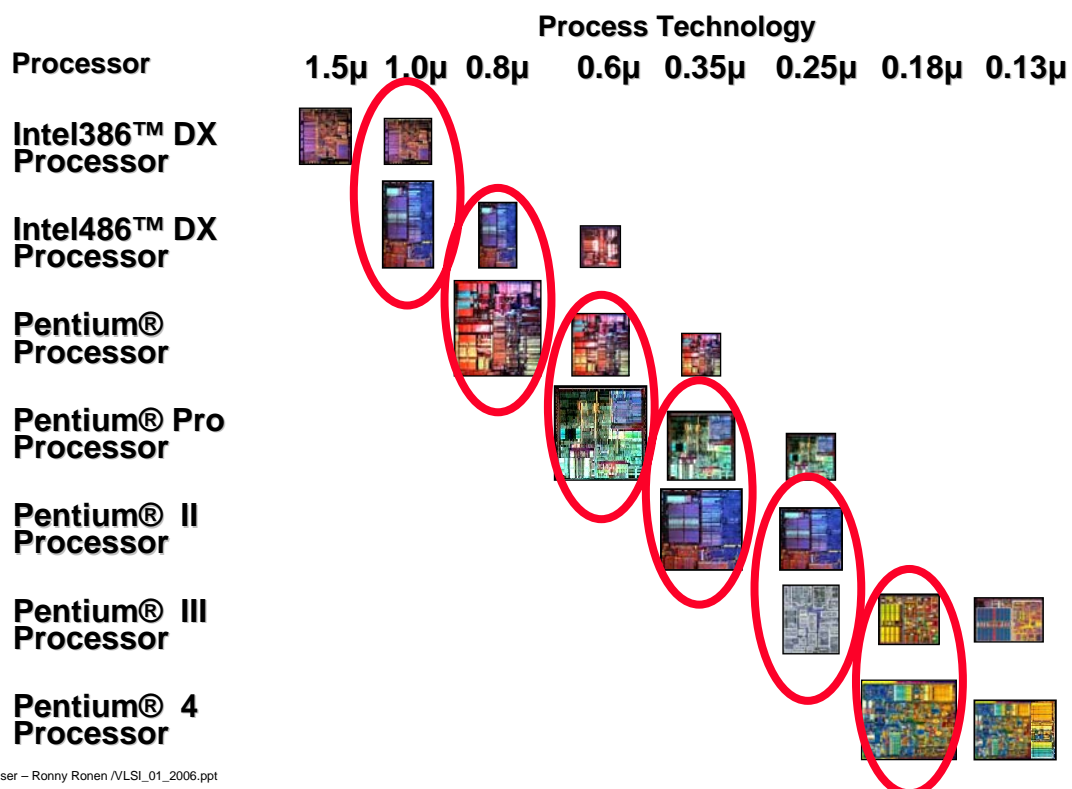 Process Technology
Processor 1.5µ 1.0µ 0.8µ 0.6µ 0.35µ 0.25µ 0.18µ 0.13µ
Intel386™ DX
Processor
Intel486™ DX
Processor
Pentium®
Processor
Pentium® Pro
Processor
Pentium® II
Processor
Pentium® III
Processor
Pentium® 4
Processor
ser – Ronny Ronen /VLSI_01_2006.ppt